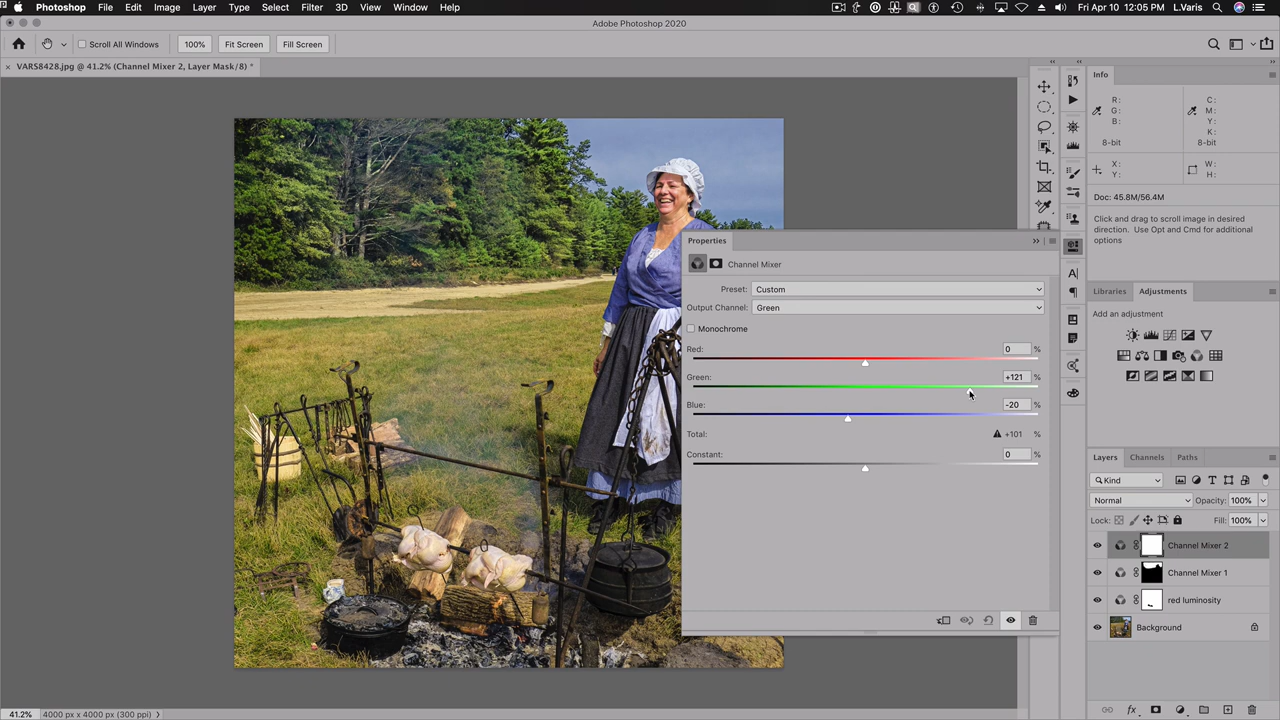 Photoshop File Edit Image Layer Type Select Filter 3D View Window Help Fri Apr 10 12:05 PM L.Varis
Adobe Photoshop 2020
Scroll All Windows 100% Fit Screen Fill Screen
× VARS8428.jpg @ 41.2% (Channel Mixer 2, Layer Mask/8) *
Info
R:
G:
B:
C:
M:
Y:
K:
8-bit 8-bit
X:
Y:
W:
H:
Doc: 45.8M/56.4M
Click and drag to scroll image in desired
direction. Use Opt and Cmd for additional
options
Properties
Channel Mixer
Preset: Custom
Output Channel: Green
Monochrome
Red: 0 %
Green: +121 %
Blue: -20 %
Total: +101 %
Constant: 0 %
Libraries Adjustments
Add an adjustment
Layers Channels Paths
Kind
Normal Opacity: 100%
Lock: Fill: 100%
Channel Mixer 2
Channel Mixer 1
red luminosity
Background
41.2% 4000 px x 4000 px (300 ppi)